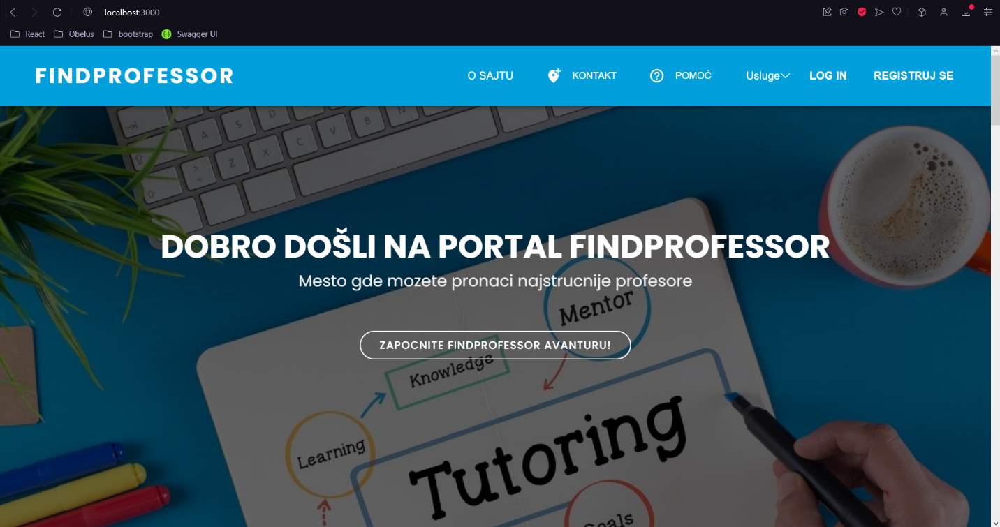 localhost:3000
React Obelus bootstrap Swagger UI
FINDPROFESSOR O SAJTU KONTAKT POMOĆ Usluge LOG IN REGISTRUJ SE
A S D N
Z X C V B
DOBRO DOŠLI NA PORTAL FINDPROFESSOR
Mesto gde mozete pronaci najstrucnije profesore
Mentor
ZAPOCNITE FINDPROFESSOR AVANTURU!
Knowledge
Learning
Tutoring
Goals